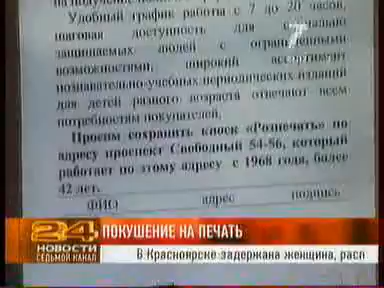 Удобный график работы с 7 до 20 часов,
шаговая доступность для социально
защищаемых людей с ограниченными
возможностями, широкий ассортимент
познавательно-учебных периодических изданий
для детей разного возраста отвечают всем
потребностям покупателей.
Просим сохранить киоск «Роспечать» по
адресу проспект Свободный 54-56, который
работает по этому адресу с 1968 года, более
42 лет.
ФИО адрес подпись
7
24
НОВОСТИ
СЕДЬМОЙ КАНАЛ
ПОКУШЕНИЕ НА ПЕЧАТЬ
В Красноярске задержана женщина, расп